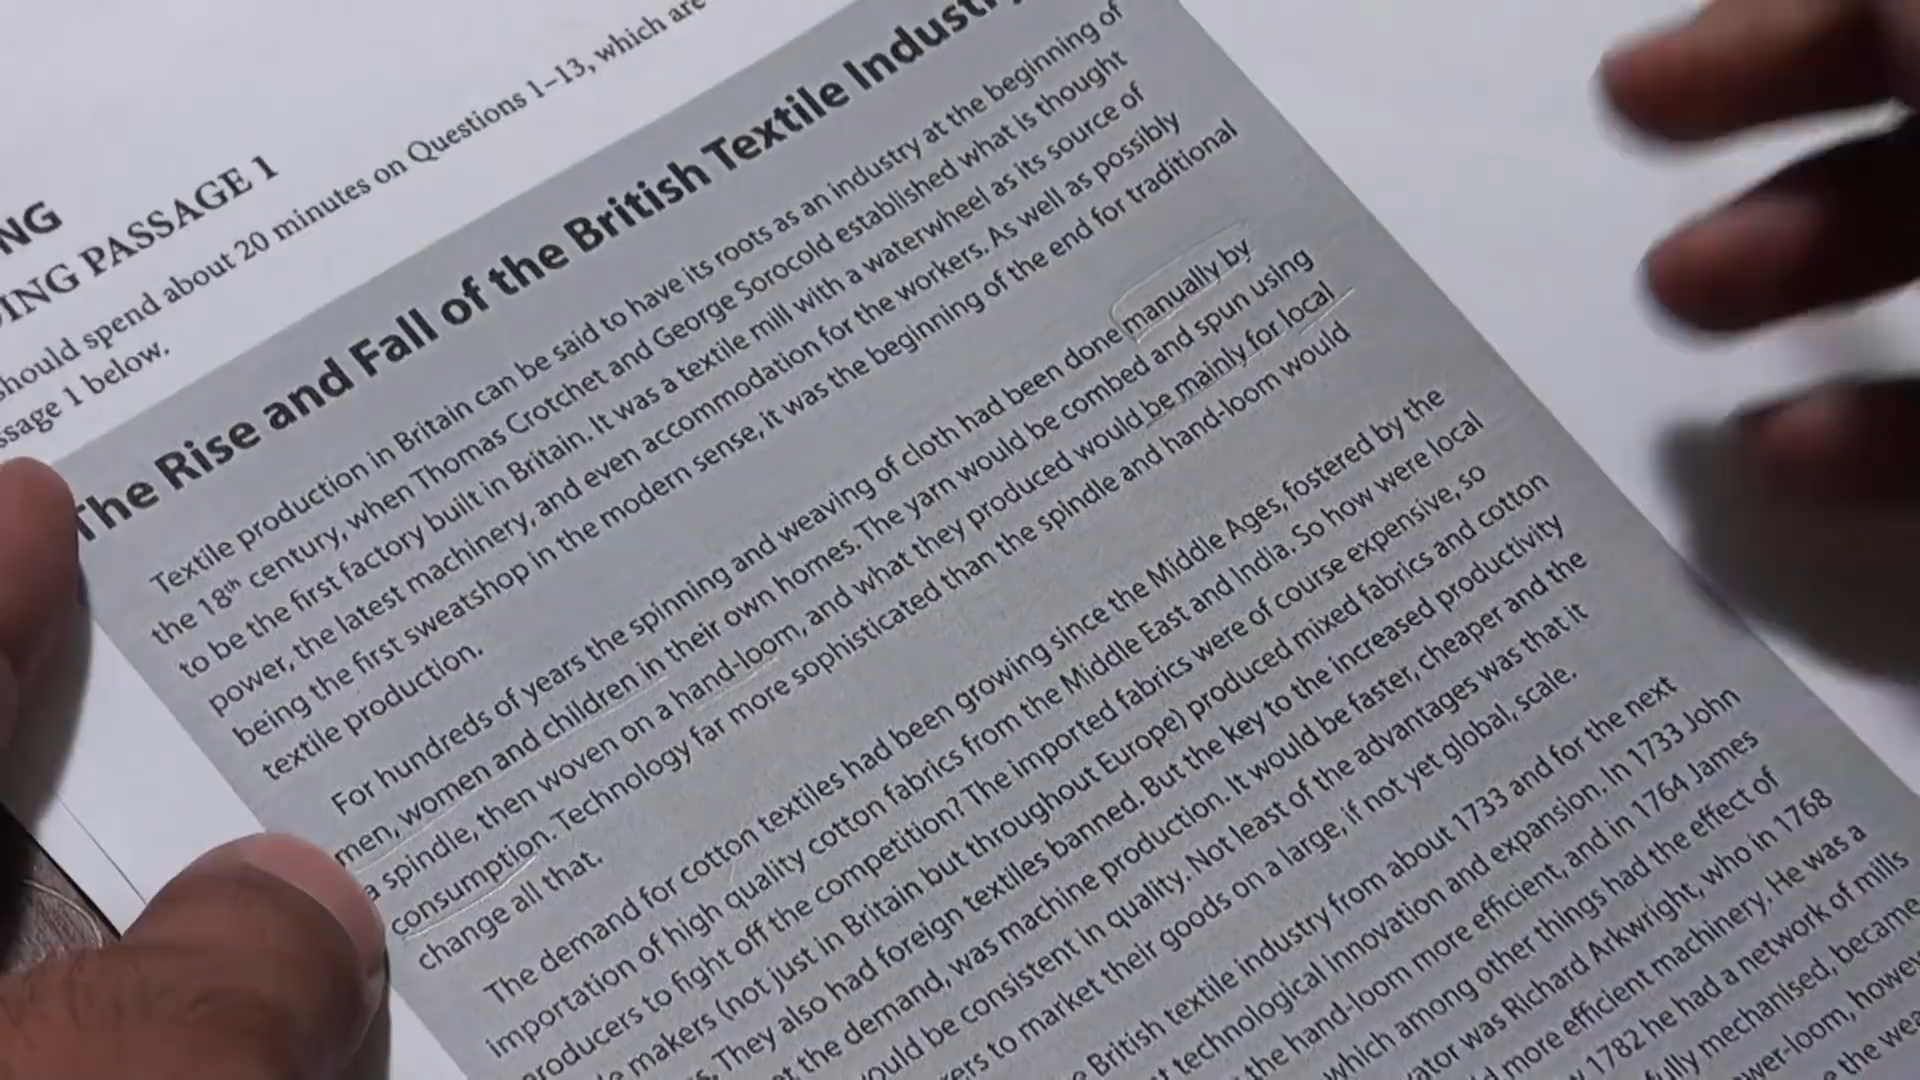 NG
ING PASSAGE 1
should spend about 20 minutes on Questions 1–13, which are
ssage 1 below.
The Rise and Fall of the British Textile Industry
Textile production in Britain can be said to have its roots as an industry at the beginning of
the 18th century, when Thomas Crotchet and George Sorocold established what is thought
to be the first factory built in Britain. It was a textile mill with a waterwheel as its source of
power, the latest machinery, and even accommodation for the workers. As well as possibly
being the first sweatshop in the modern sense, it was the beginning of the end for traditional
textile production.
For hundreds of years the spinning and weaving of cloth had been done manually by
men, women and children in their own homes. The yarn would be combed and spun using
a spindle, then woven on a hand-loom, and what they produced would be mainly for local
consumption. Technology far more sophisticated than the spindle and hand-loom would
change all that.
The demand for cotton textiles had been growing since the Middle Ages, fostered by the
importation of high quality cotton fabrics from the Middle East and India. So how were local
producers to fight off the competition? The imported fabrics were of course expensive, so
makers (not just in Britain but throughout Europe) produced mixed fabrics and cotton
They also had foreign textiles banned. But the key to the increased productivity
the demand, was machine production. It would be faster, cheaper and the
would be consistent in quality. Not least of the advantages was that it
to market their goods on a large, if not yet global, scale.
British textile industry from about 1733 and for the next
technological innovation and expansion. In 1733 John
the hand-loom more efficient, and in 1764 James
which among other things had the effect of
was Richard Arkwright, who in 1768
more efficient machinery. He was a
1782 he had a network of mills
fully mechanised, became